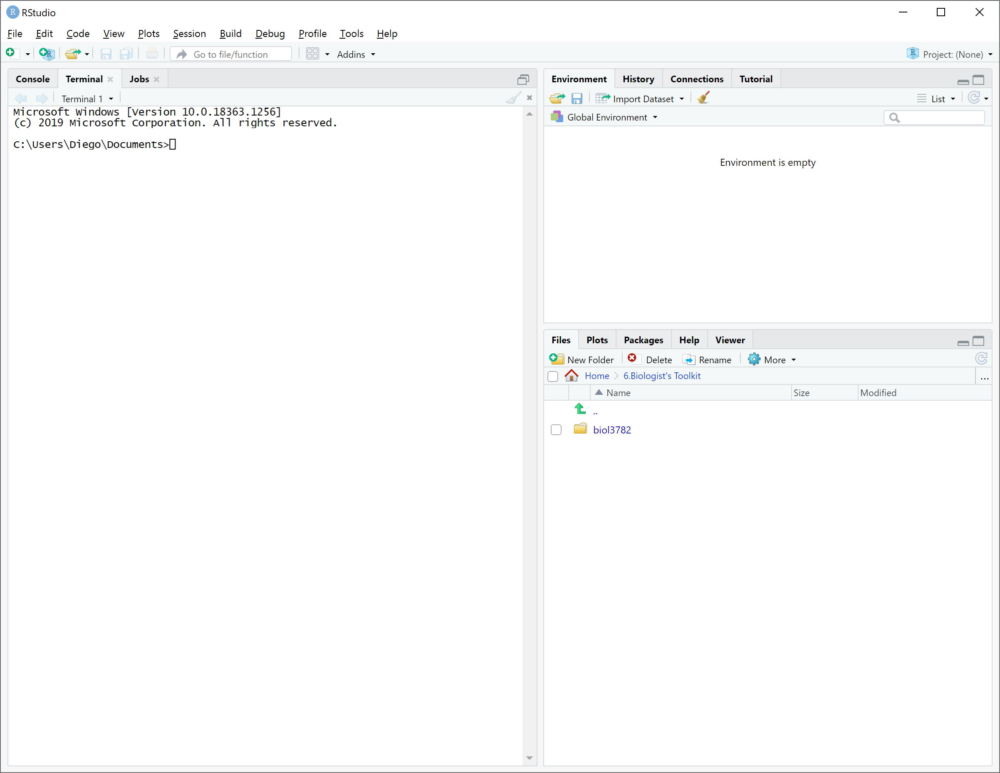 RStudio
File Edit Code View Plots Session Build Debug Profile Tools Help
Go to file/function Addins Project: (None)
Console Terminal Jobs
Terminal 1
Microsoft Windows [Version 10.0.18363.1256]
(c) 2019 Microsoft Corporation. All rights reserved.
C:\Users\Diego\Documents>
Environment History Connections Tutorial
Import Dataset List
Global Environment
Environment is empty
Files Plots Packages Help Viewer
New Folder Delete Rename More
Home 6.Biologist's Toolkit ...
Name Size Modified
..
biol3782